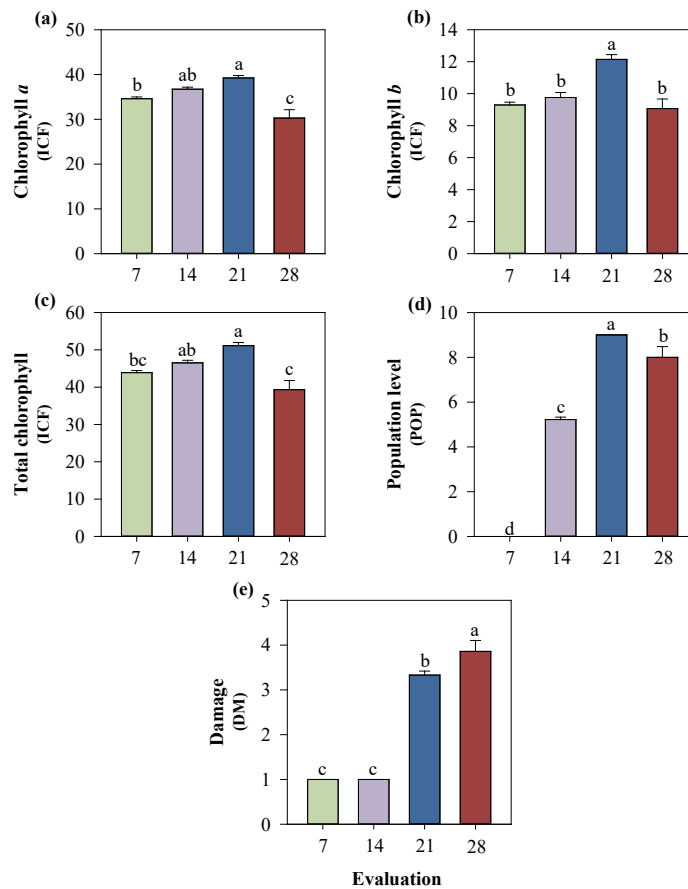 (a)
50
40
30
20
10
0
Chlorophyll a
(ICF)
b
ab
a
c
7 14 21 28
(b)
14
12
10
8
6
4
2
0
Chlorophyll b
(ICF)
b
b
a
b
7 14 21 28
(c)
60
50
40
30
20
10
0
Total chlorophyll
(ICF)
bc
ab
a
c
7 14 21 28
(d)
10
8
6
4
2
0
Population level
(POP)
d
c
a
b
7 14 21 28
(e)
5
4
3
2
1
0
Damage
(DM)
c
c
b
a
7 14 21 28
Evaluation